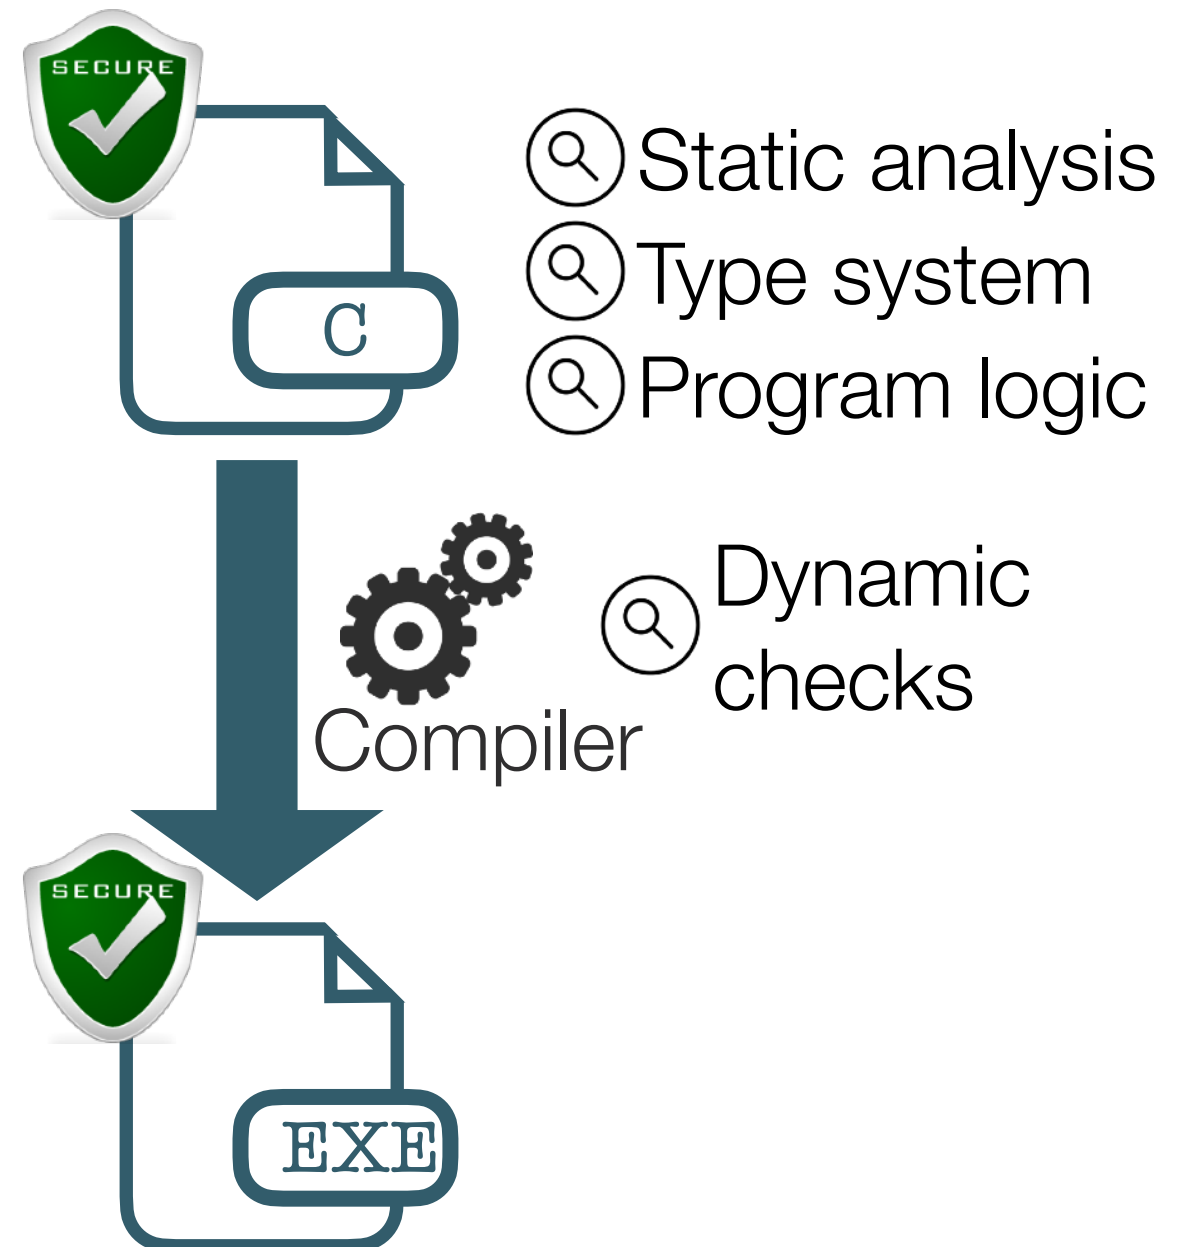 SECURE
Static analysis
Type system
C
Program logic
Dynamic
checks
Compiler
SECURE
EXE